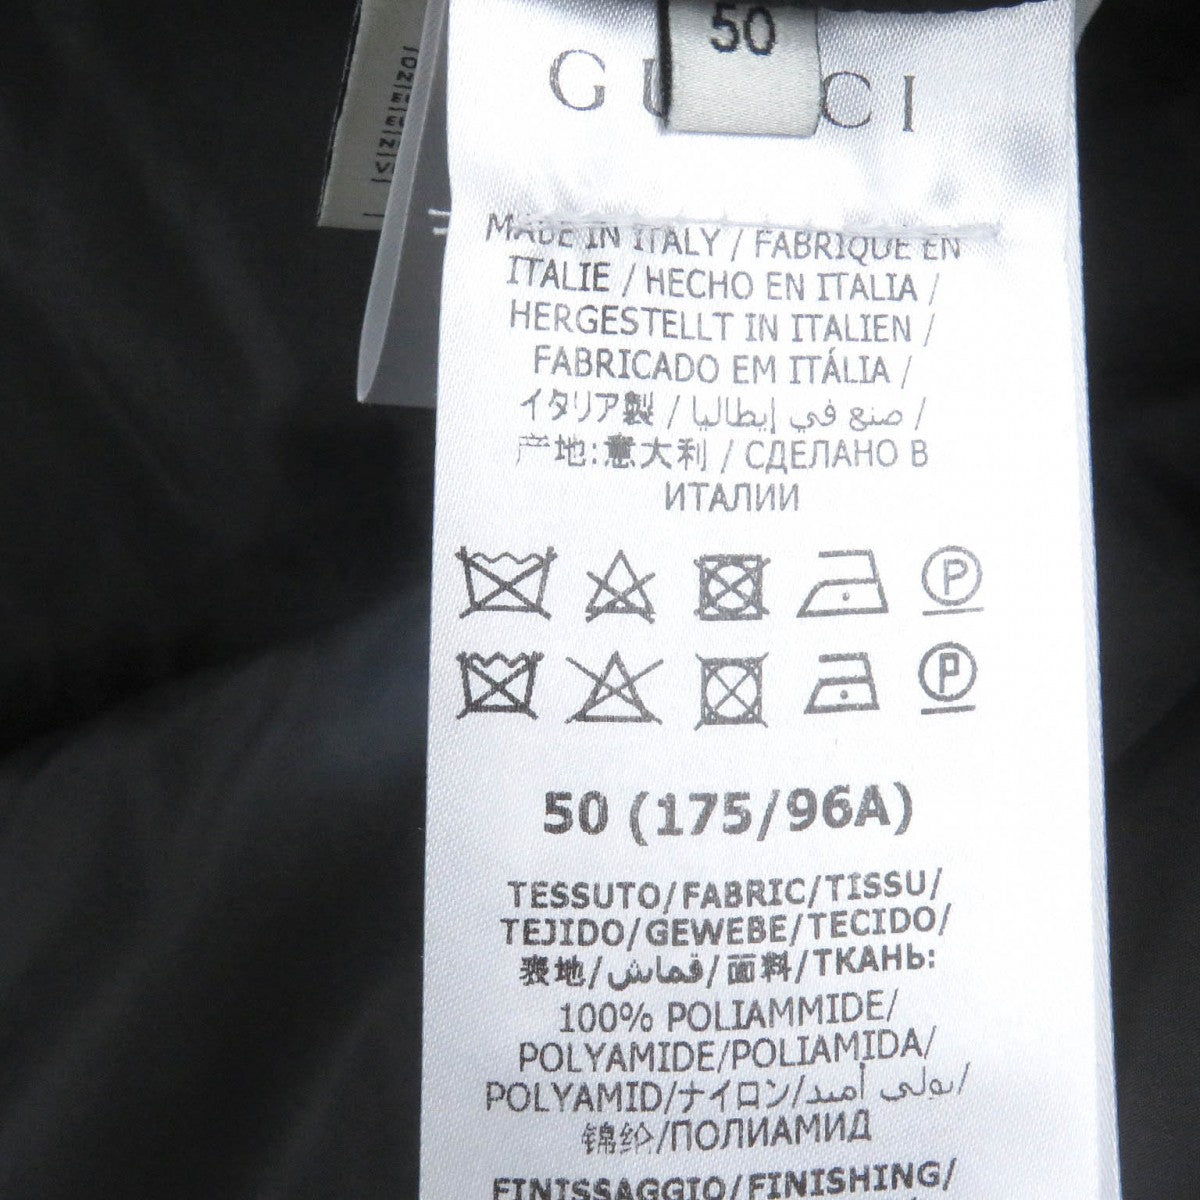 50
GUCCI
MADE IN ITALY / FABRIQUE EN
ITALIE / HECHO EN ITALIA /
HERGESTELLT IN ITALIEN /
FABRICADO EM ITÁLIA /
イタリア製 / صنع في إيطاليا /
产地:意大利 / СДЕЛАНО В
ИТАЛИИ
P
P
50 (175/96A)
TESSUTO/FABRIC/TISSU/
TEJIDO/GEWEBE/TECIDO/
表地/قماش/面料/ТКАНЬ:
100% POLIAMMIDE/
POLYAMIDE/POLIAMIDA/
POLYAMID/ナイロン/بولي أميد/
锦纶/ПОЛИАМИД
FINISSAGGIO/FINISHING/